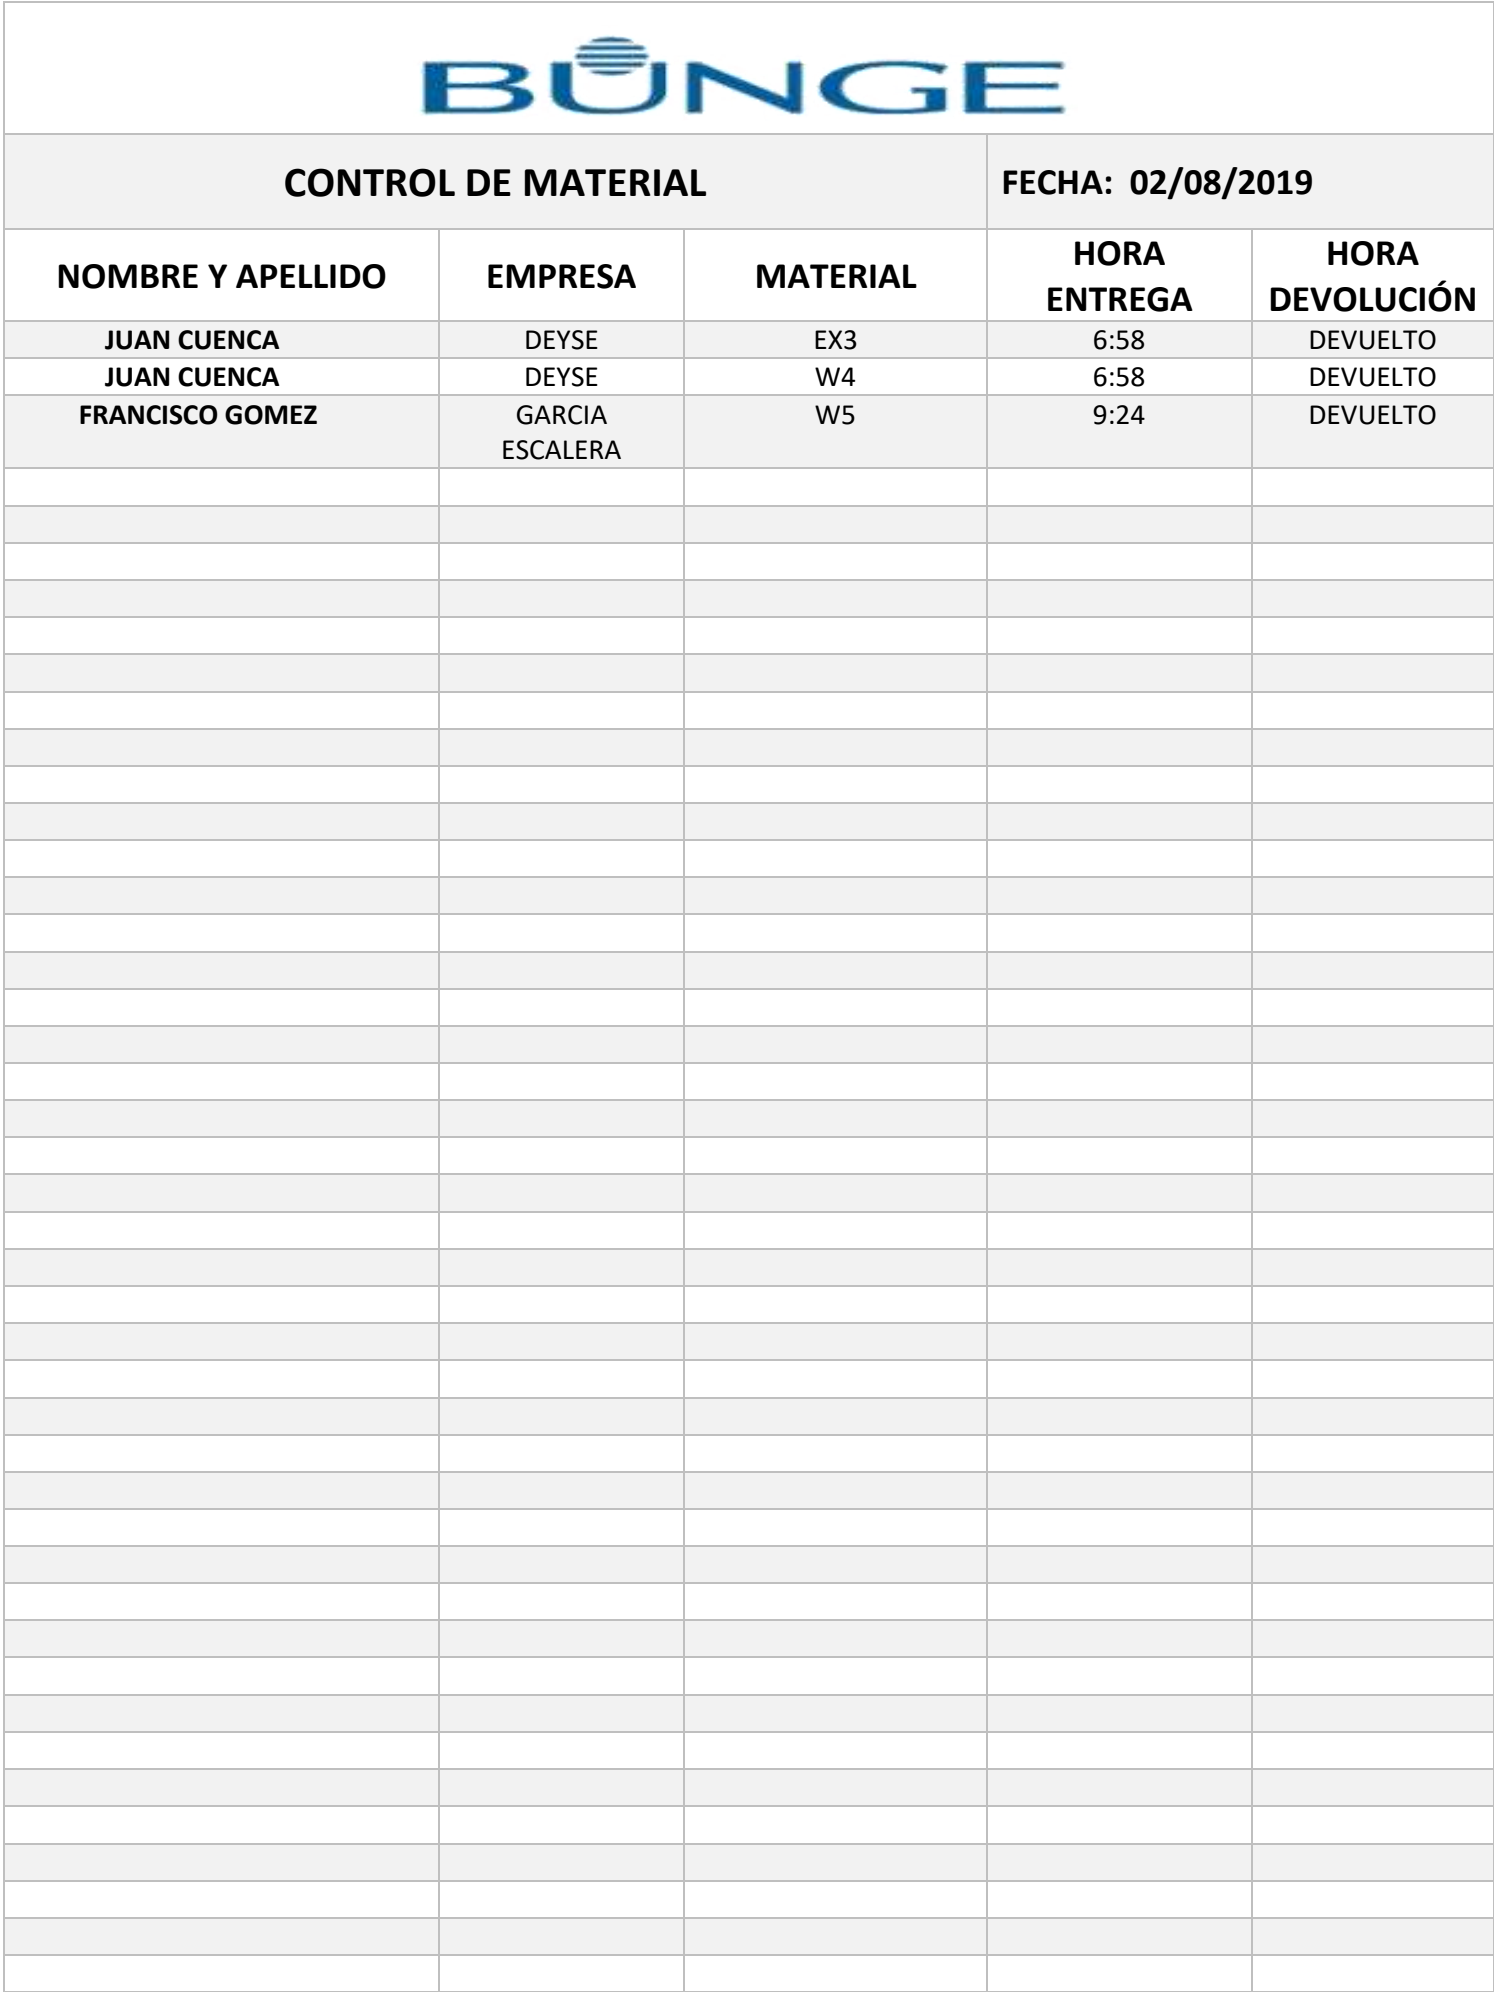 BUNGE
CONTROL DE MATERIAL FECHA: 02/08/2019
NOMBRE Y APELLIDO EMPRESA MATERIAL HORA ENTREGA HORA DEVOLUCIÓN
JUAN CUENCA DEYSE EX3 6:58 DEVUELTO
JUAN CUENCA DEYSE W4 6:58 DEVUELTO
FRANCISCO GOMEZ GARCIA ESCALERA W5 9:24 DEVUELTO